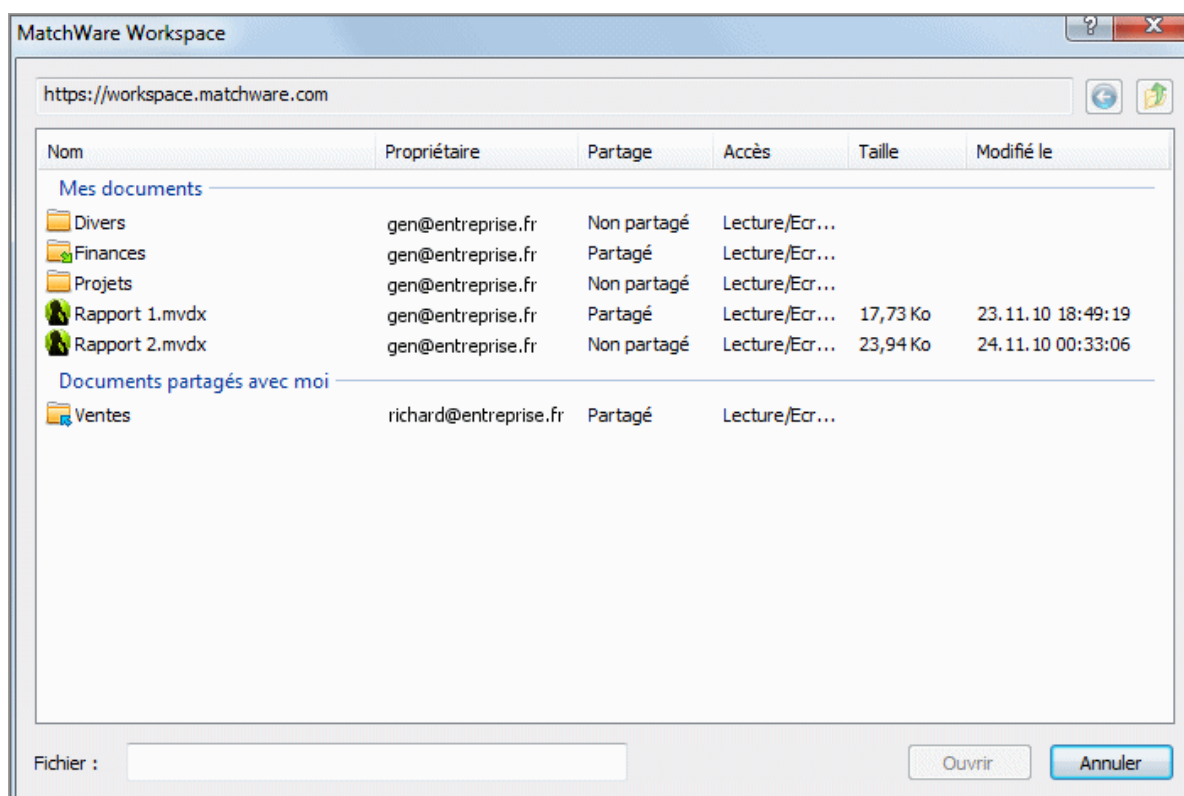 MatchWare Workspace
https://workspace.matchware.com
Nom Propriétaire Partage Accès Taille Modifié le
Mes documents
Divers gen@entreprise.fr Non partagé Lecture/Ecr...
Finances gen@entreprise.fr Partagé Lecture/Ecr...
Projets gen@entreprise.fr Non partagé Lecture/Ecr...
Rapport 1.mvdx gen@entreprise.fr Partagé Lecture/Ecr... 17,73 Ko 23.11.10 18:49:19
Rapport 2.mvdx gen@entreprise.fr Non partagé Lecture/Ecr... 23,94 Ko 24.11.10 00:33:06
Documents partagés avec moi
Ventes richard@entreprise.fr Partagé Lecture/Ecr...
Fichier : Ouvrir Annuler